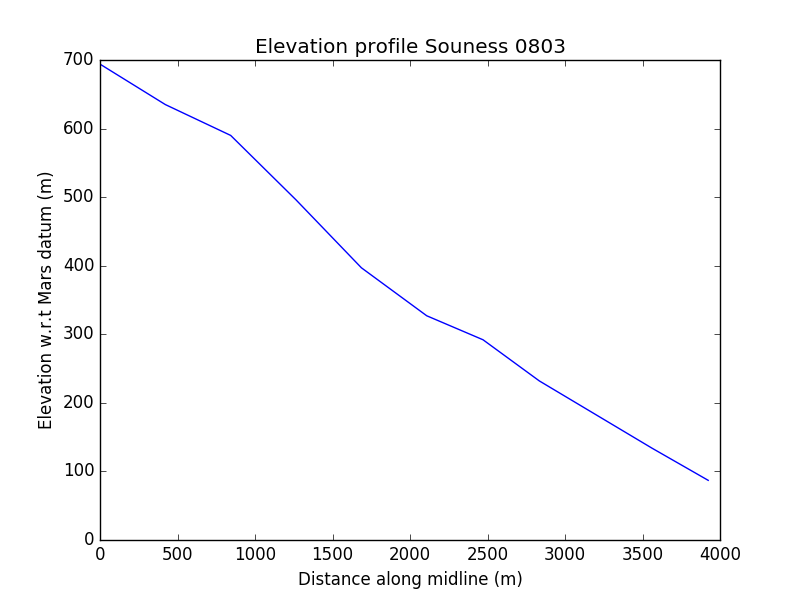 Elevation profile Souness 0803
700
600
500
400
300
200
100
0
Elevation w.r.t Mars datum (m)
0 500 1000 1500 2000 2500 3000 3500 4000
Distance along midline (m)